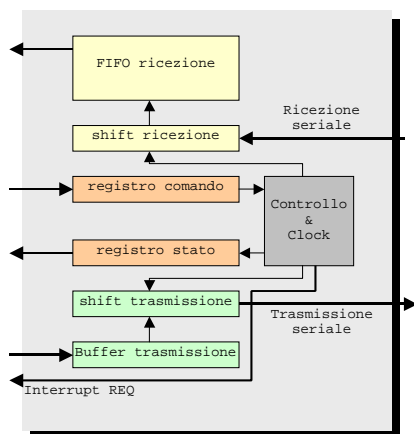 FIFO ricezione
Ricezione
seriale
shift ricezione
registro comando
Controllo
&
Clock
registro stato
shift trasmissione
Trasmissione
seriale
Buffer trasmissione
Interrupt REQ